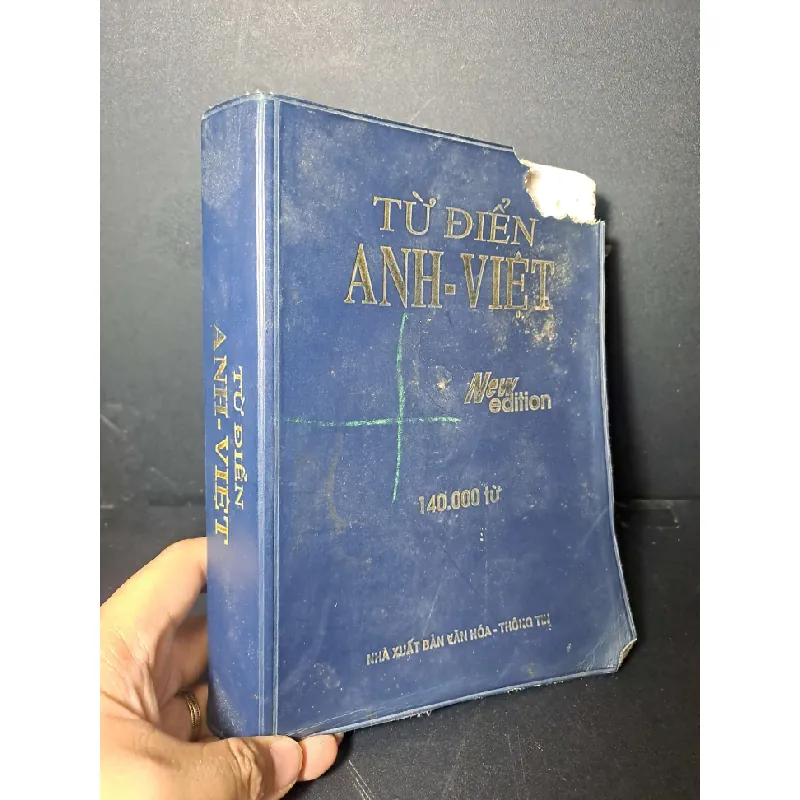 TỪ ĐIỂN
ANH-VIỆT
New
edition
140.000 từ
NHÀ XUẤT BẢN VĂN HÓA - THÔNG TIN
TỪ ĐIỂN
ANH-VIỆT